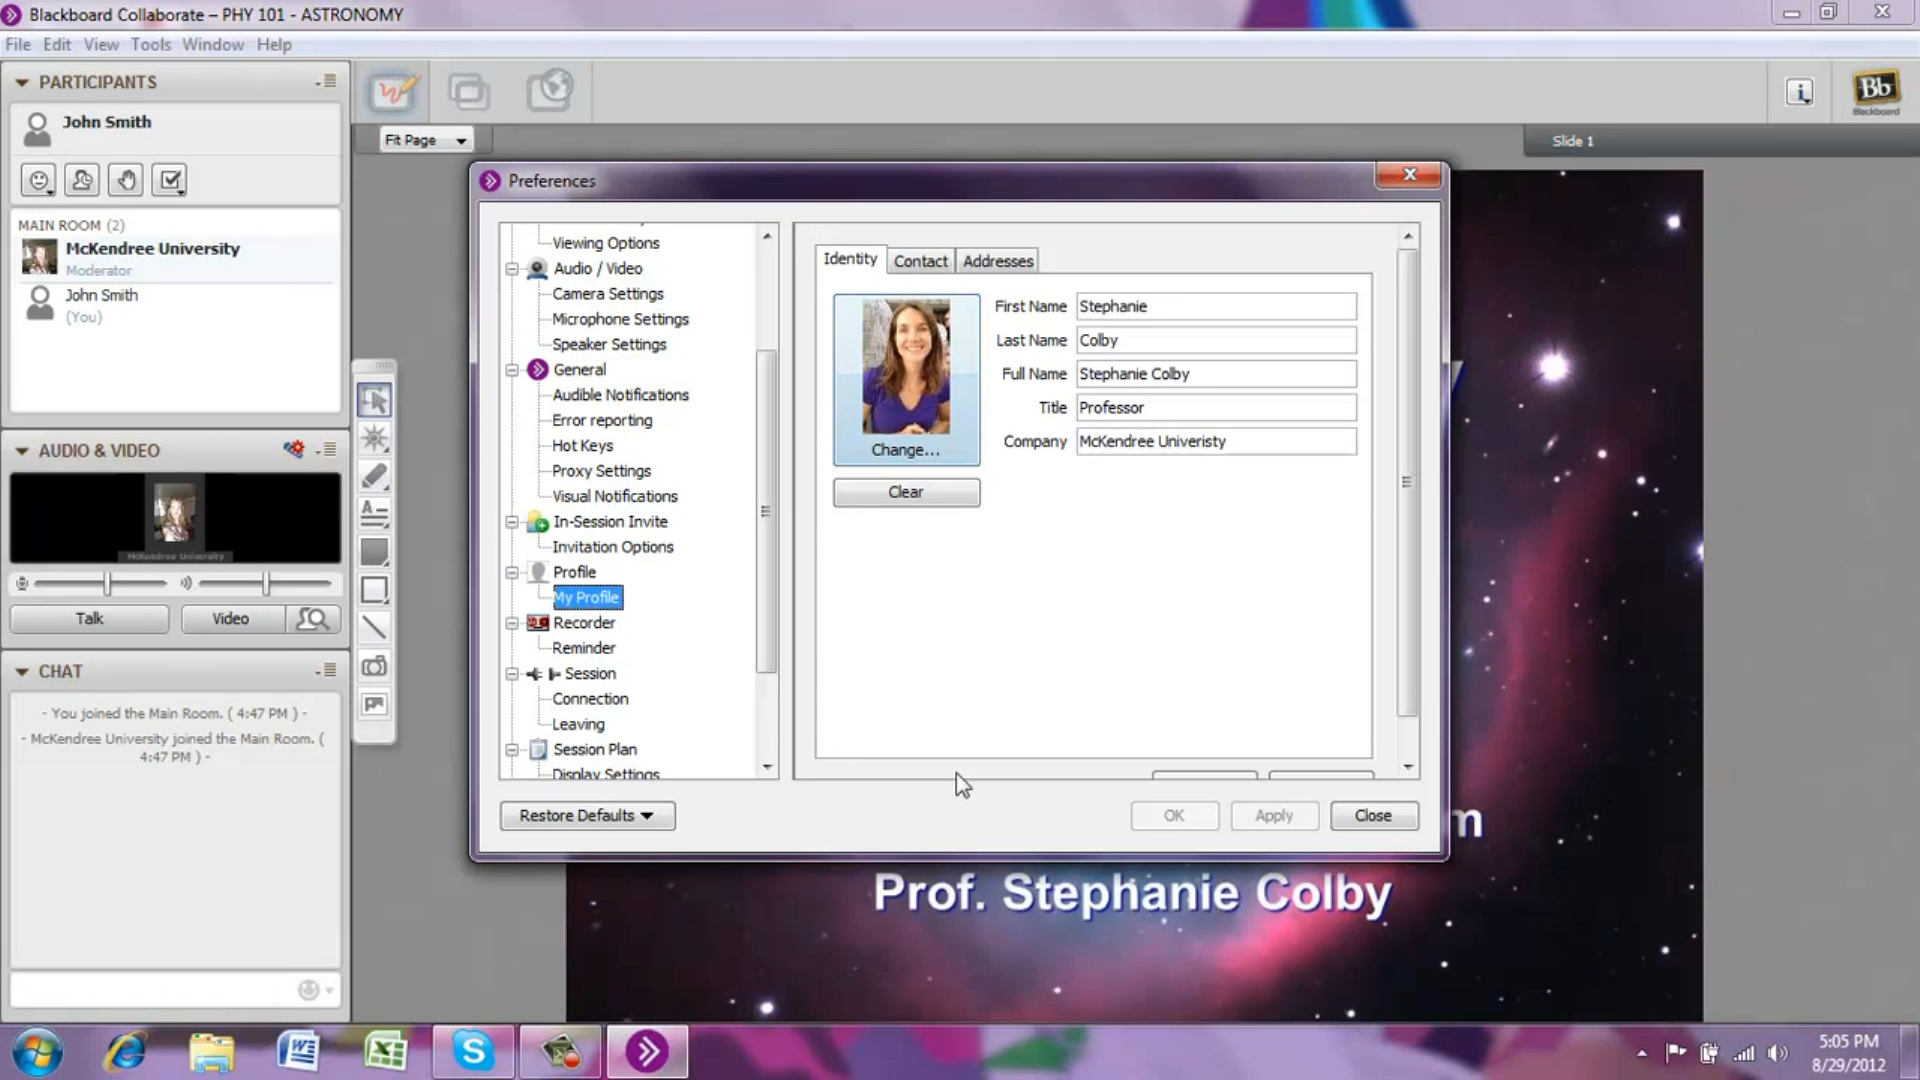 Blackboard Collaborate – PHY 101 - ASTRONOMY
File Edit View Tools Window Help
PARTICIPANTS
John Smith
MAIN ROOM (2)
McKendree University
Moderator
John Smith
(You)
AUDIO & VIDEO
McKendree University
Talk
Video
CHAT
- You joined the Main Room. ( 4:47 PM ) -
- McKendree University joined the Main Room. (
4:47 PM ) -
Fit Page
Slide 1
Bb
Blackboard
Preferences
Viewing Options
Audio / Video
Camera Settings
Microphone Settings
Speaker Settings
General
Audible Notifications
Error reporting
Hot Keys
Proxy Settings
Visual Notifications
In-Session Invite
Invitation Options
Profile
My Profile
Recorder
Reminder
Session
Connection
Leaving
Session Plan
Display Settings
Identity Contact Addresses
Change...
Clear
First Name Stephanie
Last Name Colby
Full Name Stephanie Colby
Title Professor
Company McKendree Univeristy
Restore Defaults
OK Apply Close
Prof. Stephanie Colby
5:05 PM
8/29/2012